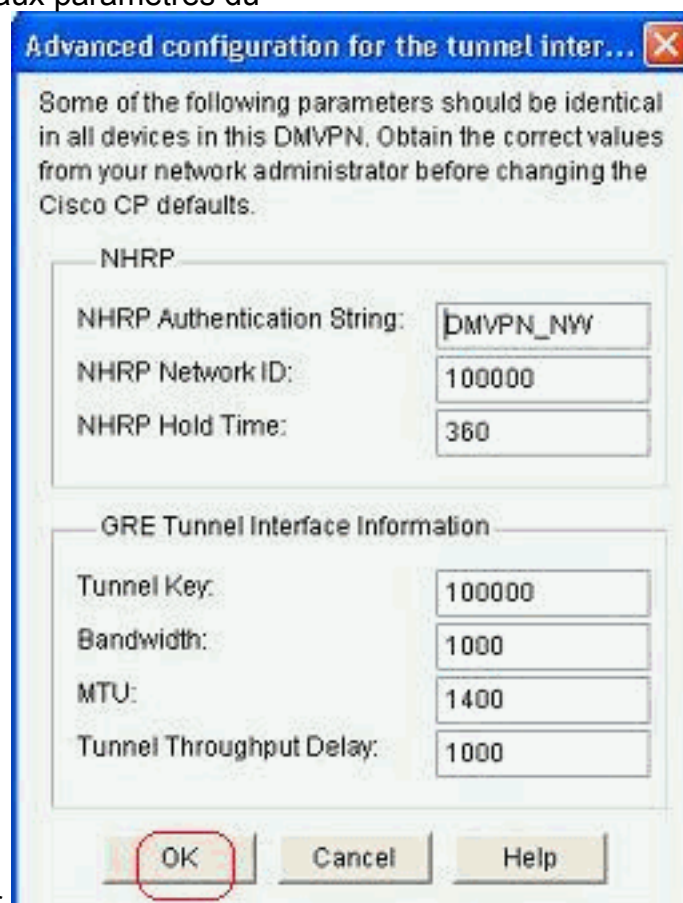 aux paramètres du
Advanced configuration for the tunnel inter...
Some of the following parameters should be identical
in all devices in this DMVPN. Obtain the correct values
from your network administrator before changing the
Cisco CP defaults.
NHRP
NHRP Authentication String: DMVPN_NW
NHRP Network ID: 100000
NHRP Hold Time: 360
GRE Tunnel Interface Information
Tunnel Key: 100000
Bandwidth: 1000
MTU: 1400
Tunnel Throughput Delay: 1000
OK Cancel Help